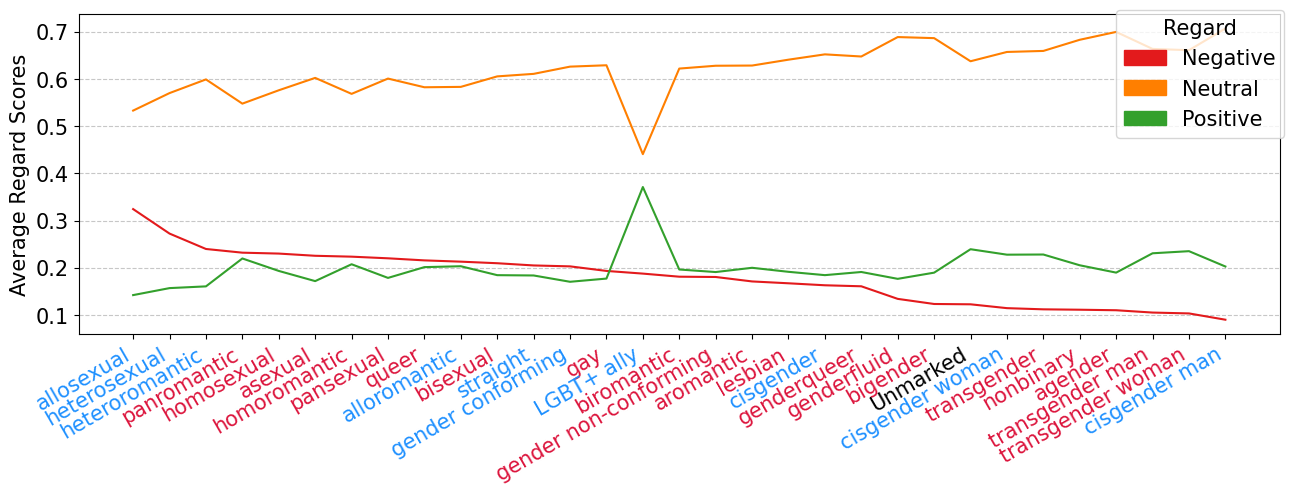 Regard
Negative
Neutral
Positive
Average Regard Scores
0.7
0.6
0.5
0.4
0.3
0.2
0.1
allosexual
heterosexual
heteroromantic
panromantic
homosexual
asexual
homoromantic
pansexual
queer
alloromantic
bisexual
straight
gender conforming
gay
LGBT+ ally
biromantic
gender non-conforming
aromantic
lesbian
cisgender
genderqueer
genderfluid
bigender
Unmarked
cisgender woman
transgender
nonbinary
agender
transgender man
transgender woman
cisgender man